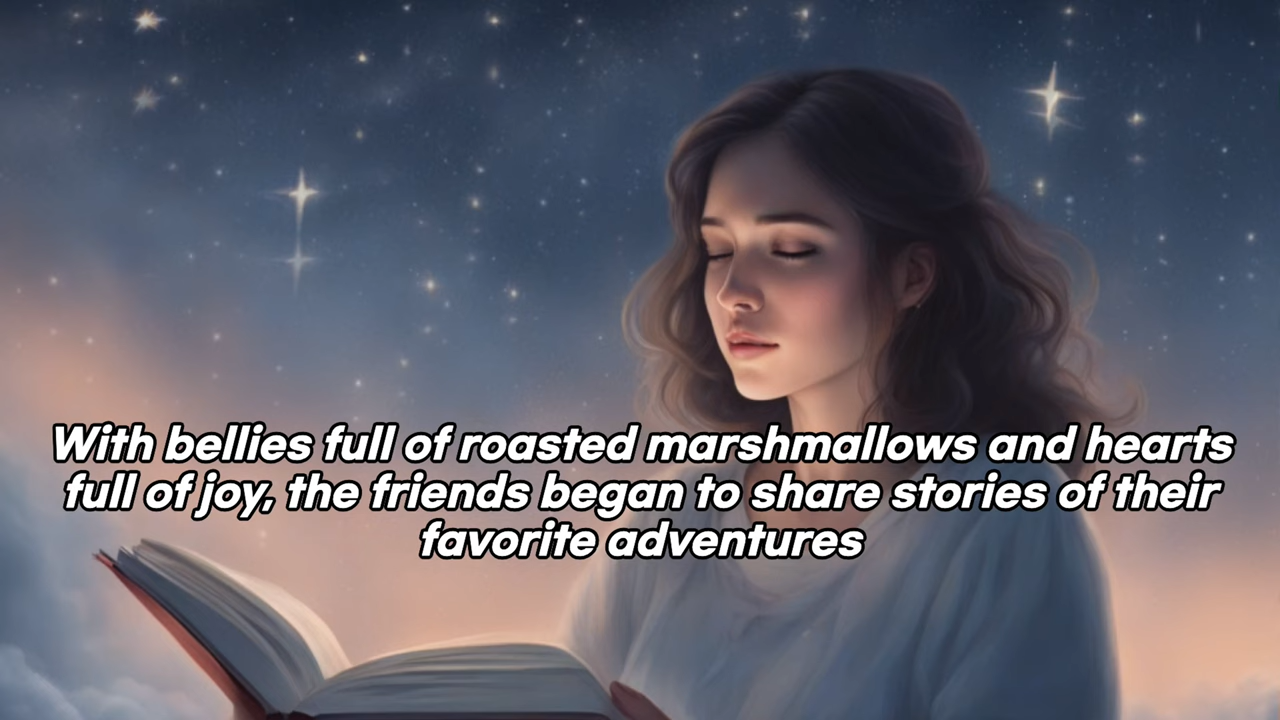 With bellies full of roasted marshmallows and hearts
full of joy, the friends began to share stories of their
favorite adventures